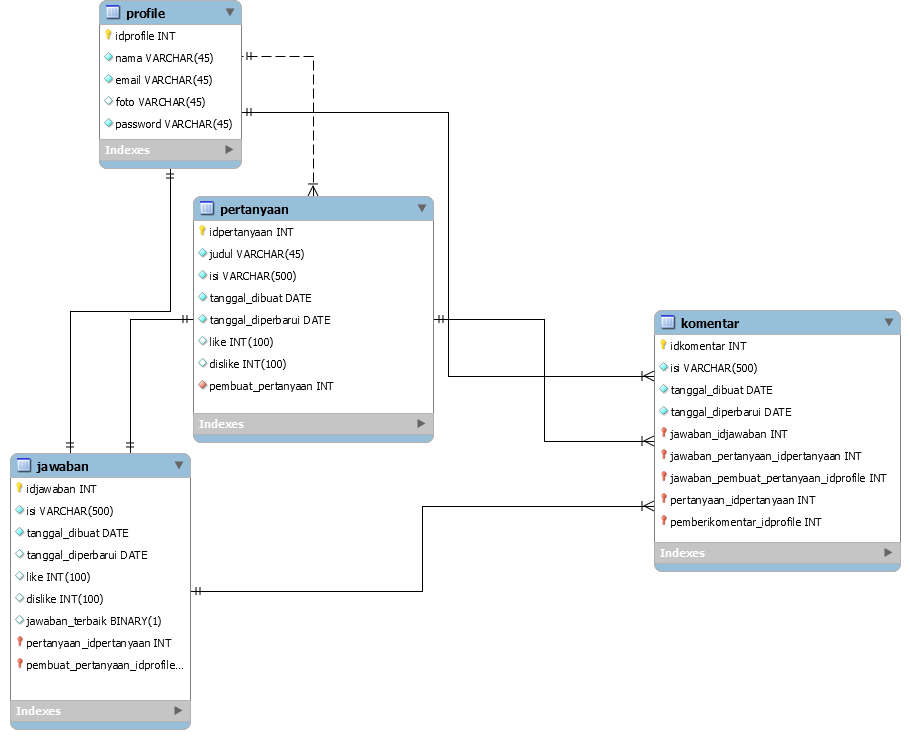 profile
idprofile INT
nama VARCHAR(45)
email VARCHAR(45)
foto VARCHAR(45)
password VARCHAR(45)
Indexes
pertanyaan
idpertanyaan INT
judul VARCHAR(45)
isi VARCHAR(500)
tanggal_dibuat DATE
tanggal_diperbarui DATE
like INT(100)
dislike INT(100)
pembuat_pertanyaan INT
Indexes
komentar
idkomentar INT
isi VARCHAR(500)
tanggal_dibuat DATE
tanggal_diperbarui DATE
jawaban_idjawaban INT
jawaban_pertanyaan_idpertanyaan INT
jawaban_pembuat_pertanyaan_idprofile INT
pertanyaan_idpertanyaan INT
pemberikomentar_idprofile INT
Indexes
jawaban
idjawaban INT
isi VARCHAR(500)
tanggal_dibuat DATE
tanggal_diperbarui DATE
like INT(100)
dislike INT(100)
jawaban_terbaik BINARY(1)
pertanyaan_idpertanyaan INT
pembuat_pertanyaan_idprofile...
Indexes